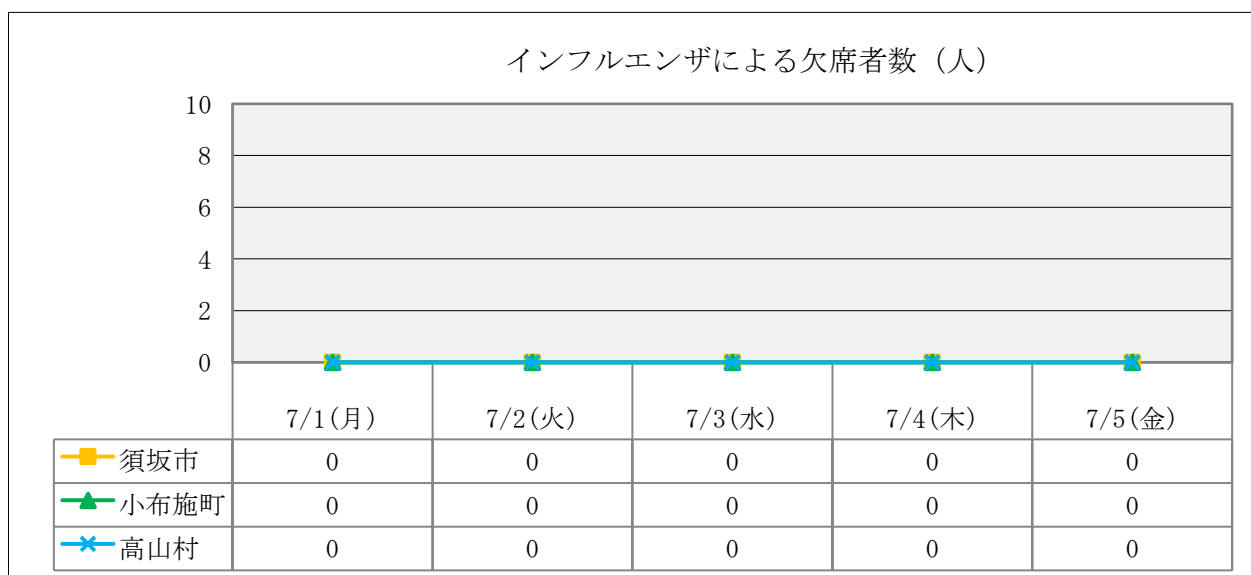 インフルエンザによる欠席者数（人）
10
8
6
4
2
0
7/1(月) 7/2(火) 7/3(水) 7/4(木) 7/5(金)
須坂市 0 0 0 0 0
小布施町 0 0 0 0 0
高山村 0 0 0 0 0